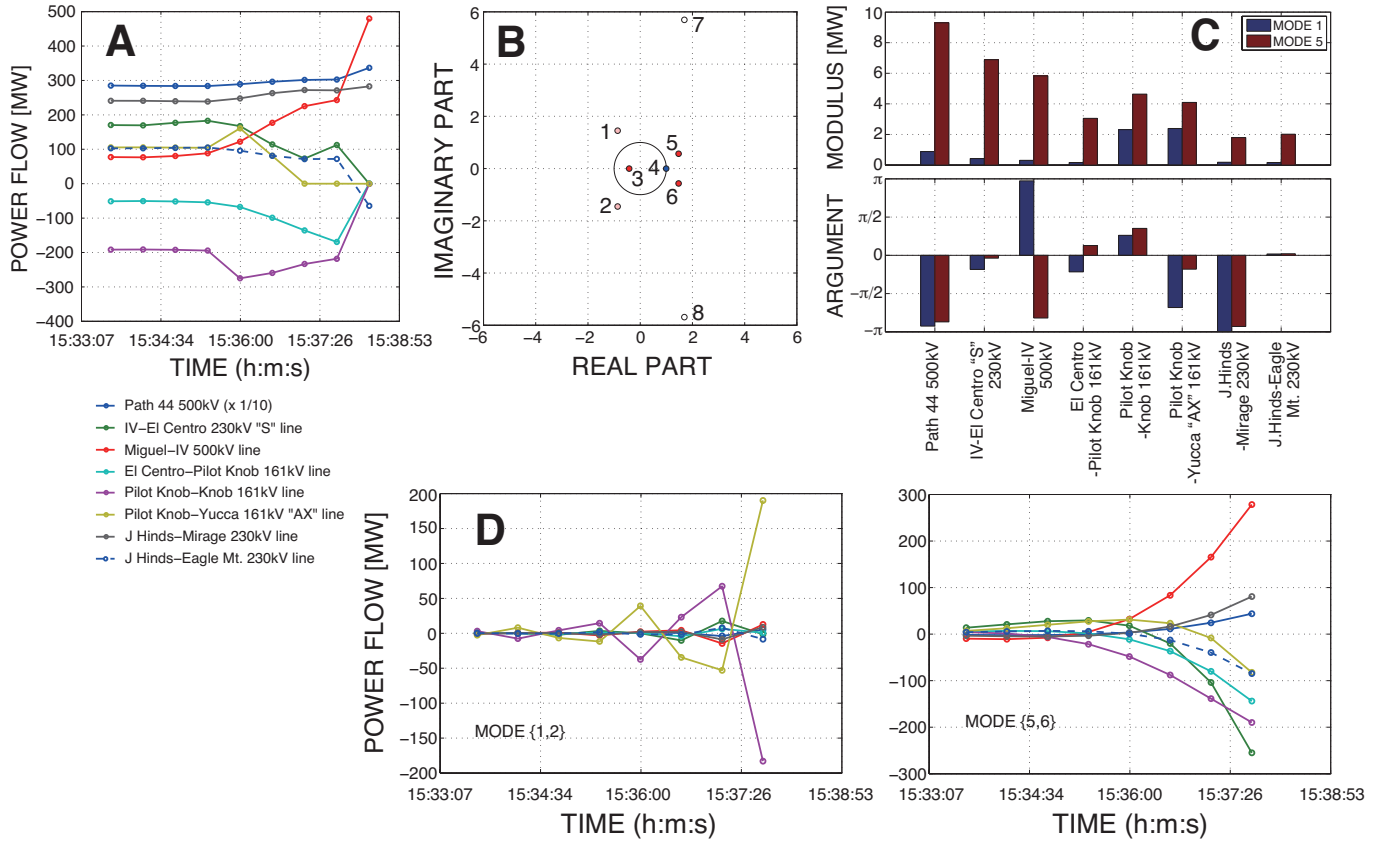 A
500
400
300
200
100
0
−100
−200
−300
−400
POWER FLOW [MW]
15:33:07 15:34:34 15:36:00 15:37:26 15:38:53
TIME (h:m:s)
B
6
4
2
0
−2
−4
−6
IMAGINARY PART
1
2
3
4
5
6
7
8
−6 −4 −2 0 2 4 6
REAL PART
C
MODE 1
MODE 5
10
8
6
4
2
0
MODULUS [MW]
π
π/2
0
−π/2
−π
ARGUMENT
Path 44 500kV
IV-El Centro “S”
230kV
Miguel-IV
500kV
El Centro
-Pilot Knob 161kV
Pilot Knob
-Knob 161kV
Pilot Knob
-Yucca “AX” 161kV
J.Hinds
-Mirage 230kV
J.Hinds-Eagle
Mt. 230kV
Path 44 500kV (x 1/10)
IV−El Centro 230kV "S" line
Miguel−IV 500kV line
El Centro−Pilot Knob 161kV line
Pilot Knob−Knob 161kV line
Pilot Knob−Yucca 161kV "AX" line
J Hinds−Mirage 230kV line
J Hinds−Eagle Mt. 230kV line
D
200
150
100
50
0
−50
−100
−150
−200
POWER FLOW [MW]
MODE {1,2}
15:33:07 15:34:34 15:36:00 15:37:26 15:38:53
TIME (h:m:s)
300
200
100
0
−100
−200
−300
MODE {5,6}
15:33:07 15:34:34 15:36:00 15:37:26 15:38:53
TIME (h:m:s)